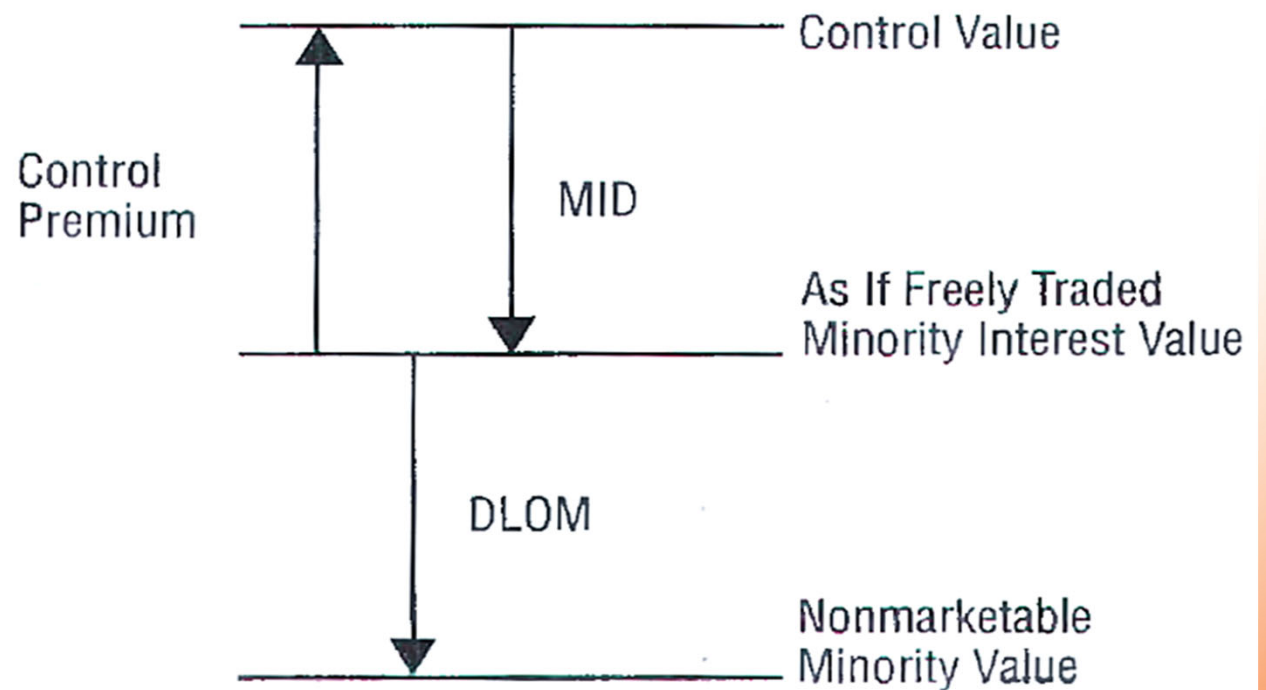 Control Value
Control
Premium
MID
As If Freely Traded
Minority Interest Value
DLOM
Nonmarketable
Minority Value